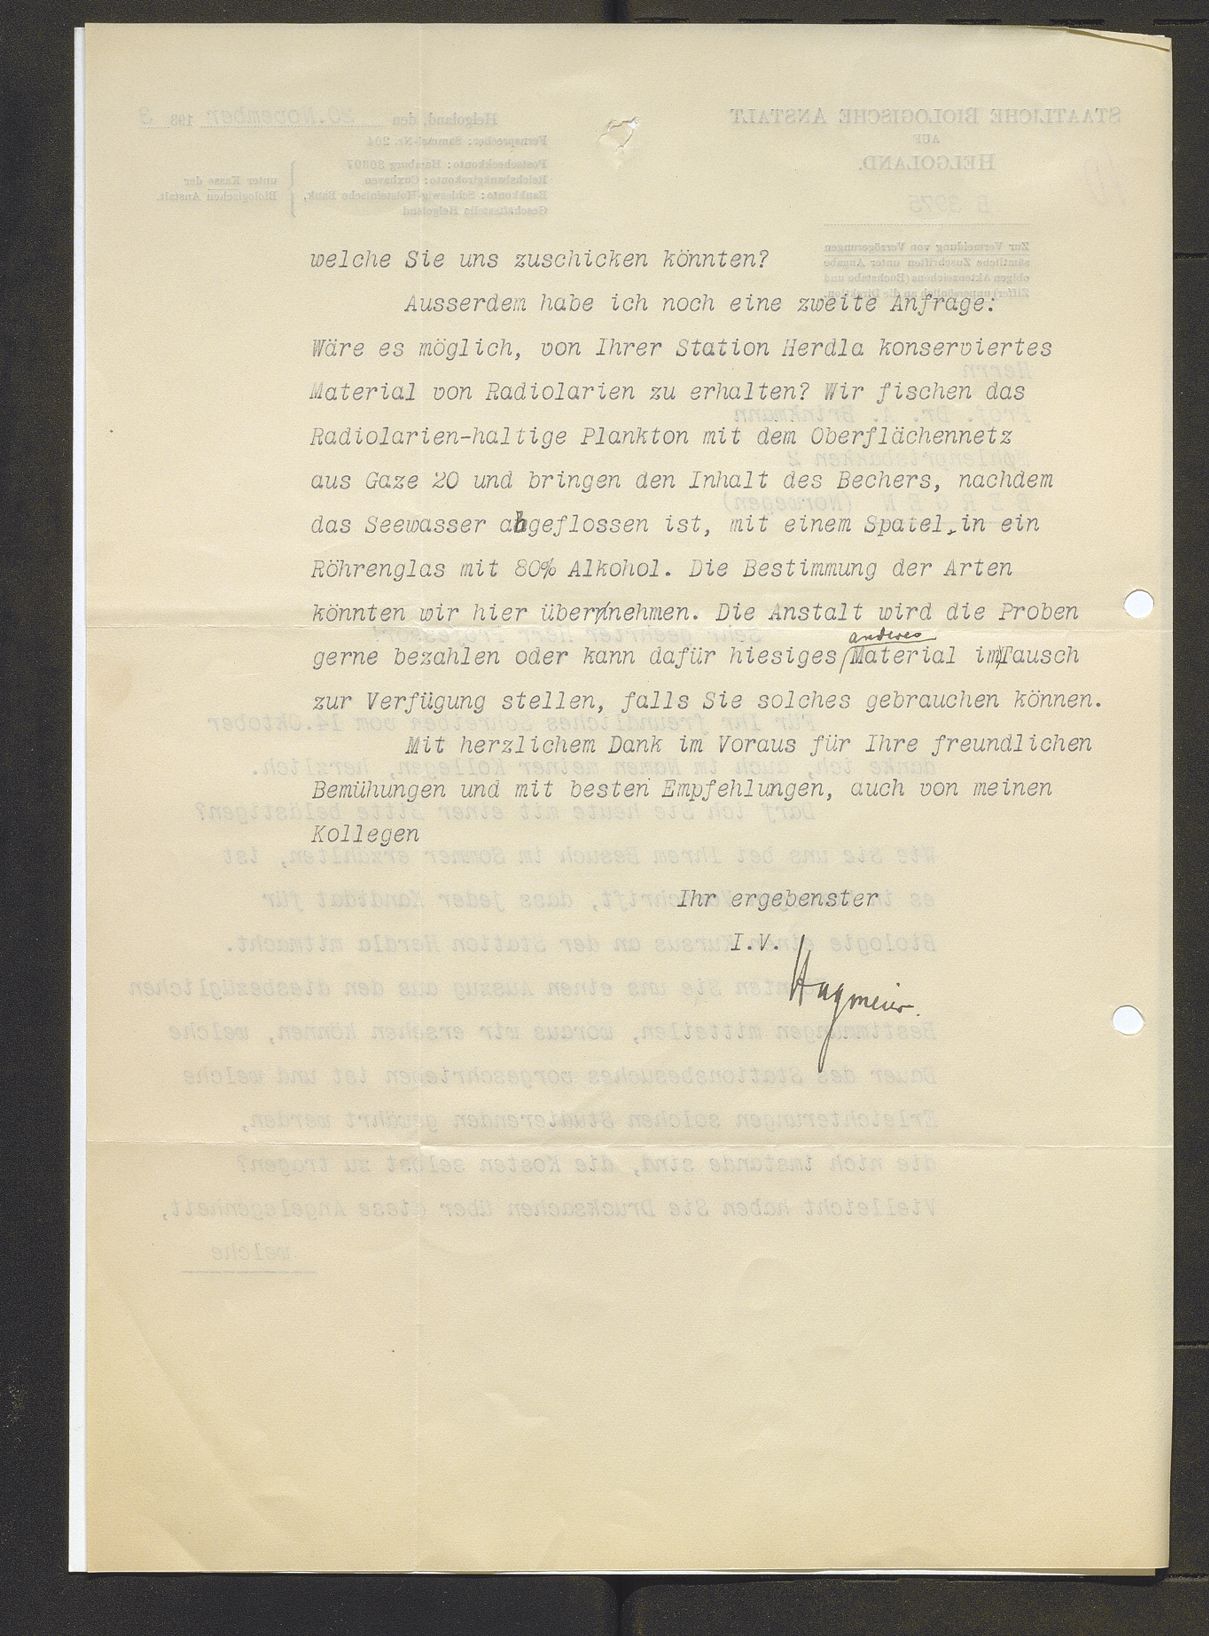 welche Sie uns zuschicken könnten?
Ausserdem habe ich noch eine zweite Anfrage:
Wäre es möglich, von Ihrer Station Herdla konserviertes
Material von Radiolarien zu erhalten? Wir fischen das
Radiolarien-haltige Plankton mit dem Oberflächennetz
aus Gaze 20 und bringen den Inhalt des Bechers, nachdem
das Seewasser abgeflossen ist, mit einem Spatel, in ein
Röhrenglas mit 80% Alkohol. Die Bestimmung der Arten
könnten wir hier übernehmen. Die Anstalt wird die Proben
anderes
gerne bezahlen oder kann dafür hiesiges Material im Tausch
zur Verfügung stellen, falls Sie solches gebrauchen können.
Mit herzlichem Dank im Voraus für Ihre freundlichen
Bemühungen und mit besten Empfehlungen, auch von meinen
Kollegen
Ihr ergebenster
I.V.
Hagmeier.